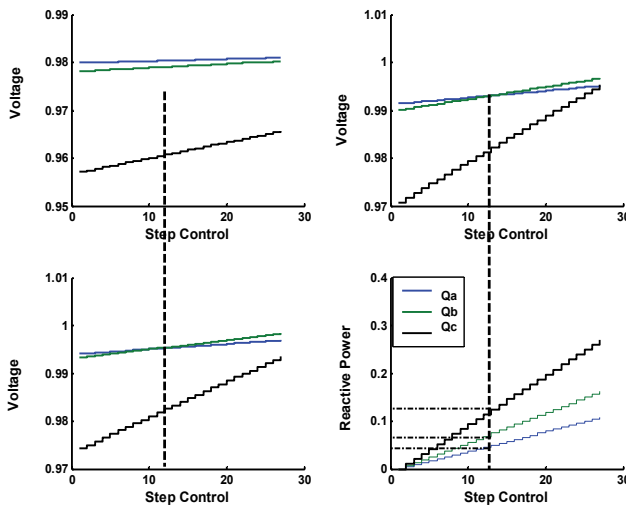 0.99
0.98
0.97
0.96
0.95
Voltage
0 10 20 30
Step Control
1.01
1
0.99
0.98
0.97
Voltage
0 10 20 30
Step Control
1.01
1
0.99
0.98
0.97
Voltage
0 10 20 30
Step Control
0.4
0.3
0.2
0.1
0
Reactive Power
Qa
Qb
Qc
0 10 20 30
Step Control